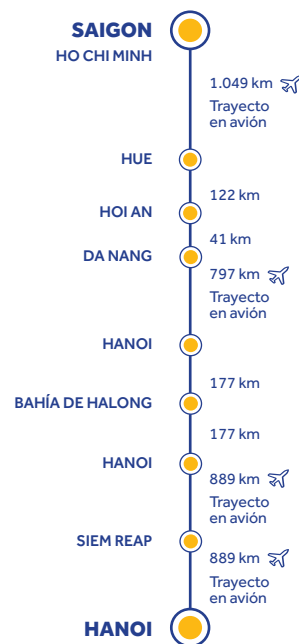 SAIGON
HO CHI MINH
1.049 km
Trayecto
en avión
HUE
122 km
HOI AN
41 km
DA NANG
797 km
Trayecto
en avión
HANOI
177 km
BAHÍA DE HALONG
177 km
HANOI
889 km
Trayecto
en avión
SIEM REAP
889 km
Trayecto
en avión
HANOI